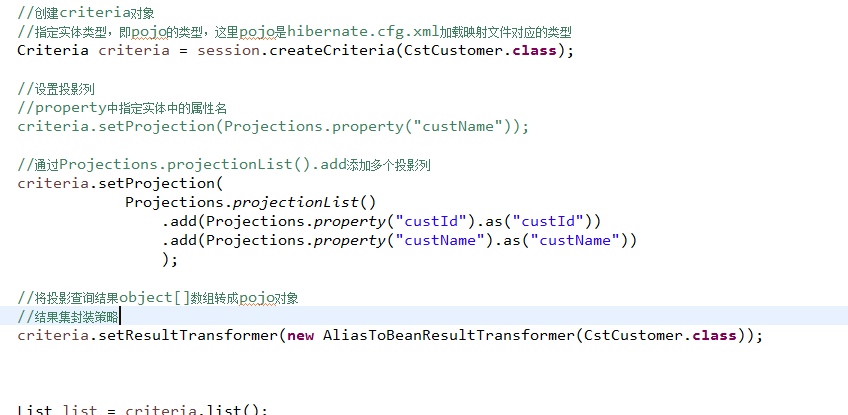 //创建criteria对象
//指定实体类型，即pojo的类型，这里pojo是hibernate.cfg.xml加载映射文件对应的类型
Criteria criteria = session.createCriteria(CstCustomer.class);
//设置投影列
//property中指定实体中的属性名
criteria.setProjection(Projections.property("custName"));
//通过Projections.projectionList().add添加多个投影列
criteria.setProjection(
Projections.projectionList()
.add(Projections.property("custId").as("custId"))
.add(Projections.property("custName").as("custName"))
);
//将投影查询结果object[]数组转成pojo对象
//结果集封装策略
criteria.setResultTransformer(new AliasToBeanResultTransformer(CstCustomer.class));
List list = criteria.list();